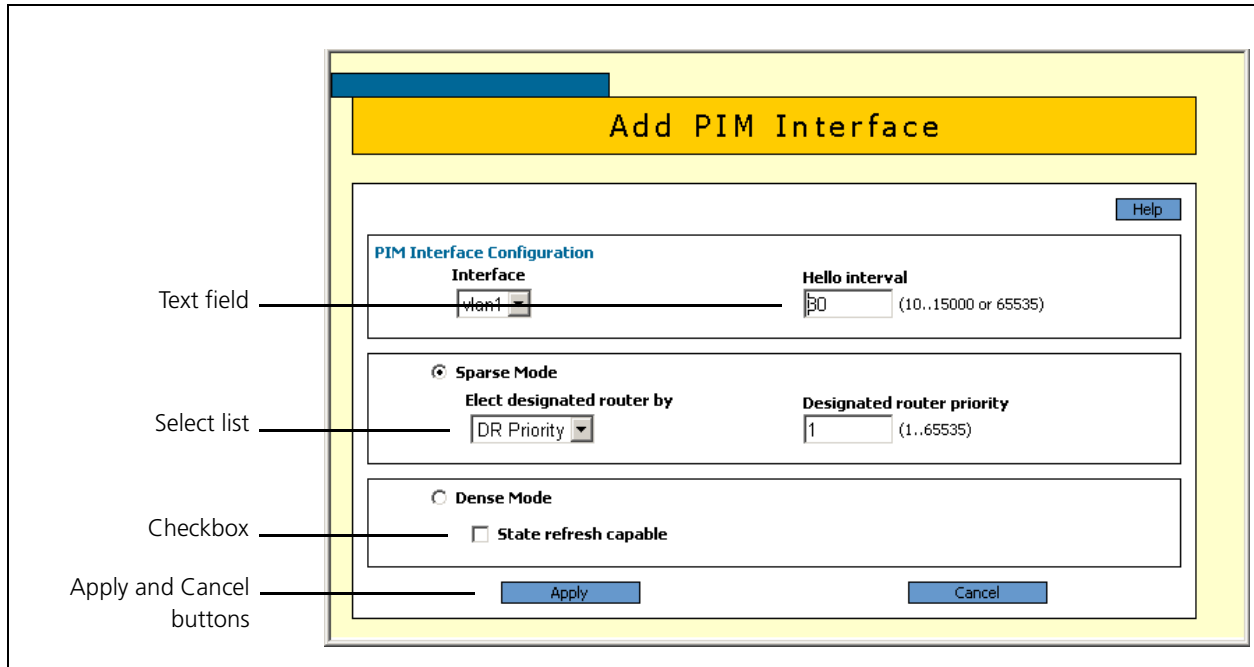 Add PIM Interface
Help
PIM Interface Configuration
Interface
Hello interval
Text field
vlan1
30 (10..15000 or 65535)
Sparse Mode
Elect designated router by
Designated router priority
Select list
DR Priority
1 (1..65535)
Dense Mode
Checkbox
State refresh capable
Apply and Cancel
buttons
Apply
Cancel